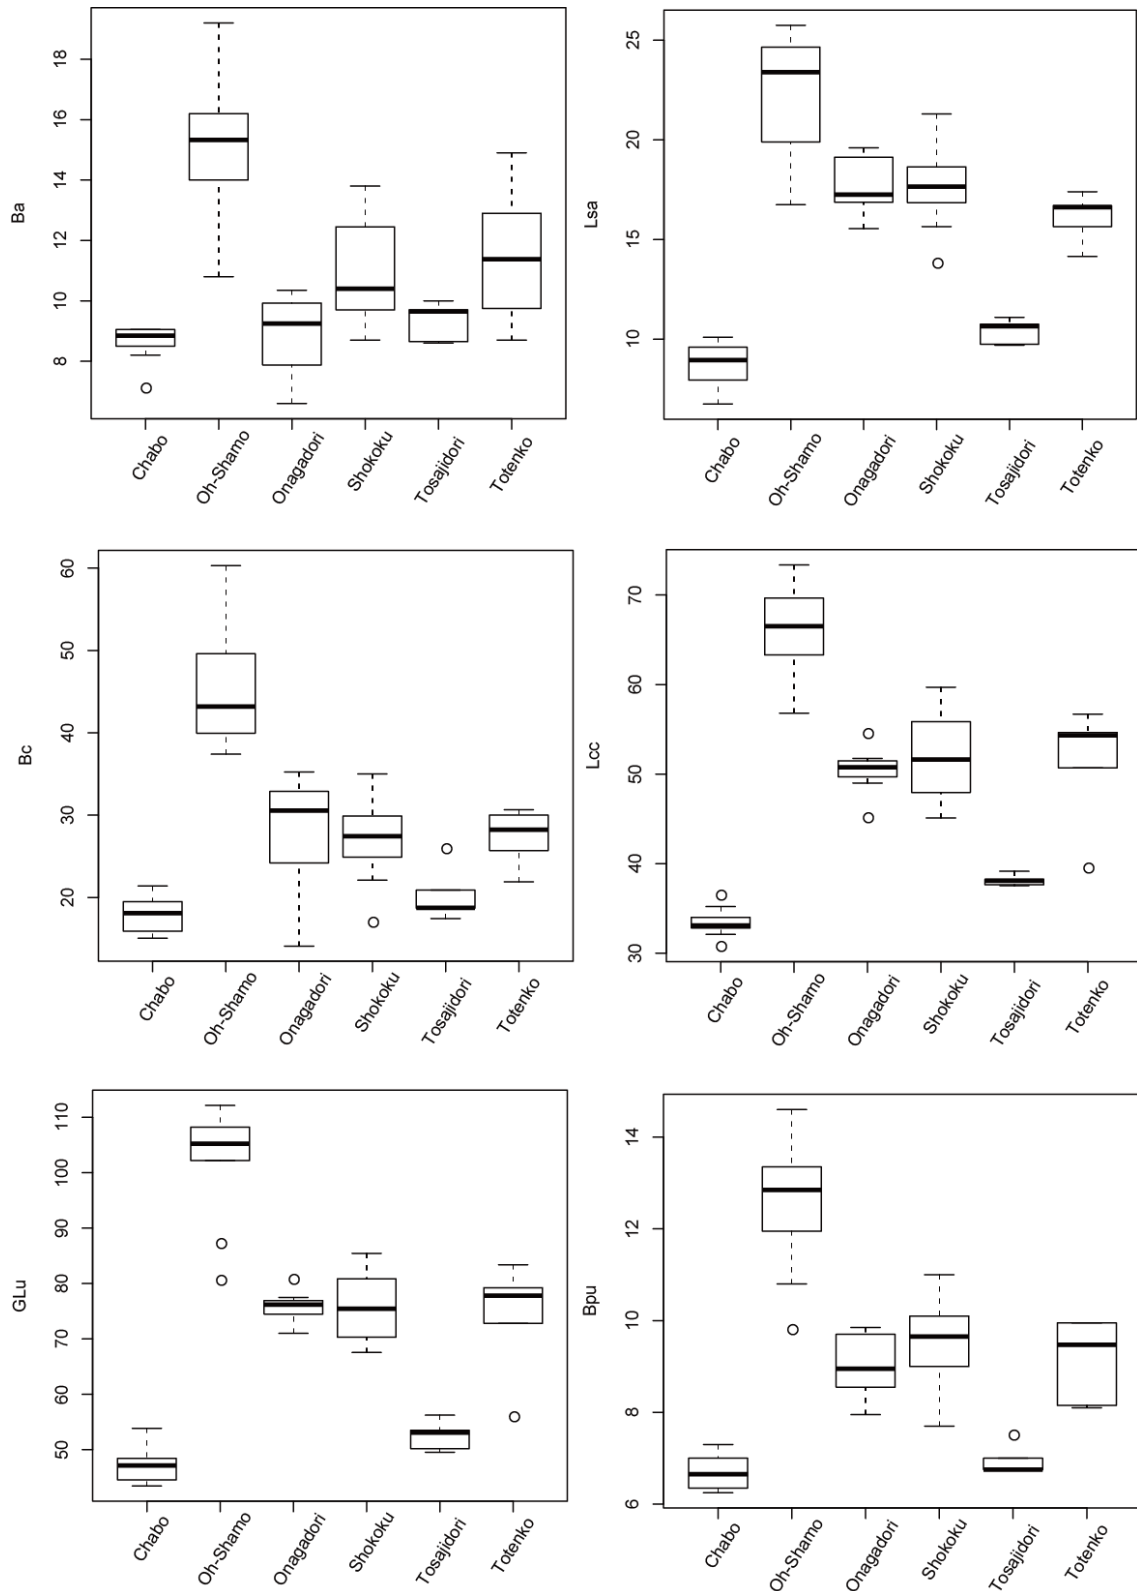 Ba
18
16
14
12
10
8
Chabo
Oh-Shamo
Onagadori
Shokoku
Tosajidori
Totenko
Lsa
25
20
15
10
Chabo
Oh-Shamo
Onagadori
Shokoku
Tosajidori
Totenko
Bc
60
50
40
30
20
Chabo
Oh-Shamo
Onagadori
Shokoku
Tosajidori
Totenko
Lcc
70
60
50
40
30
Chabo
Oh-Shamo
Onagadori
Shokoku
Tosajidori
Totenko
GLu
110
100
90
80
70
60
50
Chabo
Oh-Shamo
Onagadori
Shokoku
Tosajidori
Totenko
Bpu
14
12
10
8
6
Chabo
Oh-Shamo
Onagadori
Shokoku
Tosajidori
Totenko